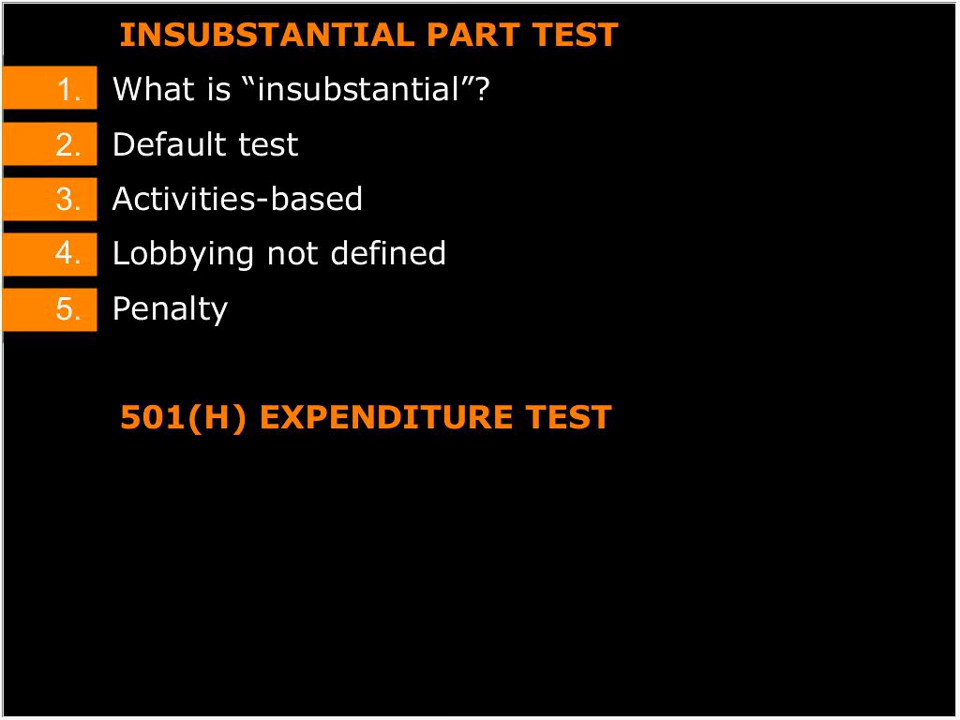 INSUBSTANTIAL PART TEST
1. What is “insubstantial”?
2. Default test
3. Activities-based
4. Lobbying not defined
5. Penalty
501(H) EXPENDITURE TEST